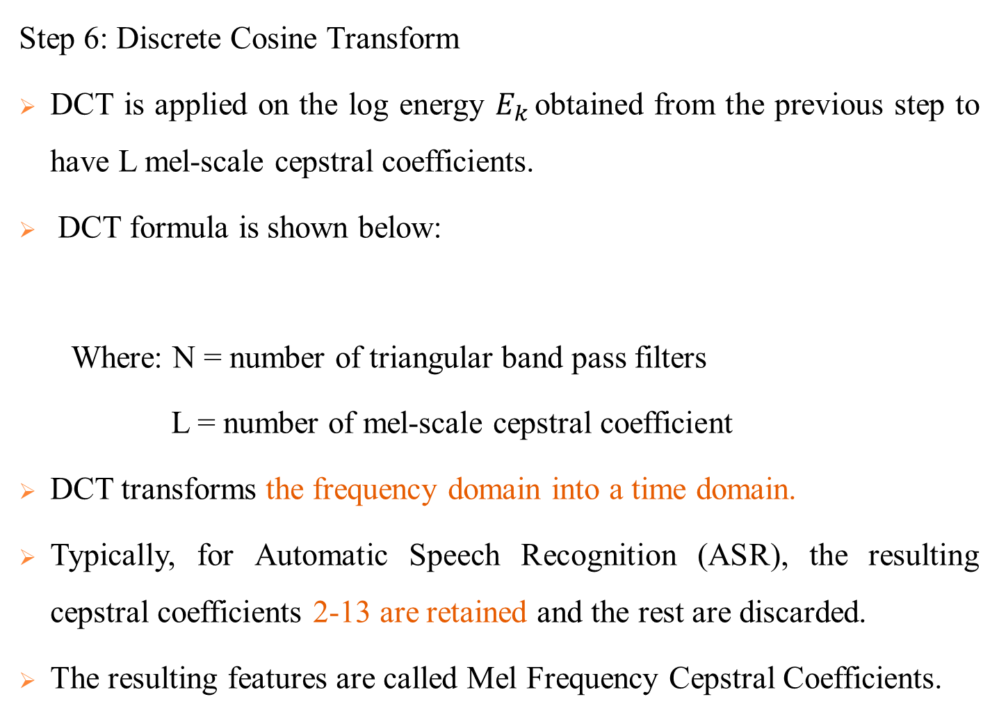 Step 6: Discrete Cosine Transform
➢ DCT is applied on the log energy E_k obtained from the previous step to
have L mel-scale cepstral coefficients.
➢ DCT formula is shown below:
Where: N = number of triangular band pass filters
L = number of mel-scale cepstral coefficient
➢ DCT transforms the frequency domain into a time domain.
➢ Typically, for Automatic Speech Recognition (ASR), the resulting
cepstral coefficients 2-13 are retained and the rest are discarded.
➢ The resulting features are called Mel Frequency Cepstral Coefficients.